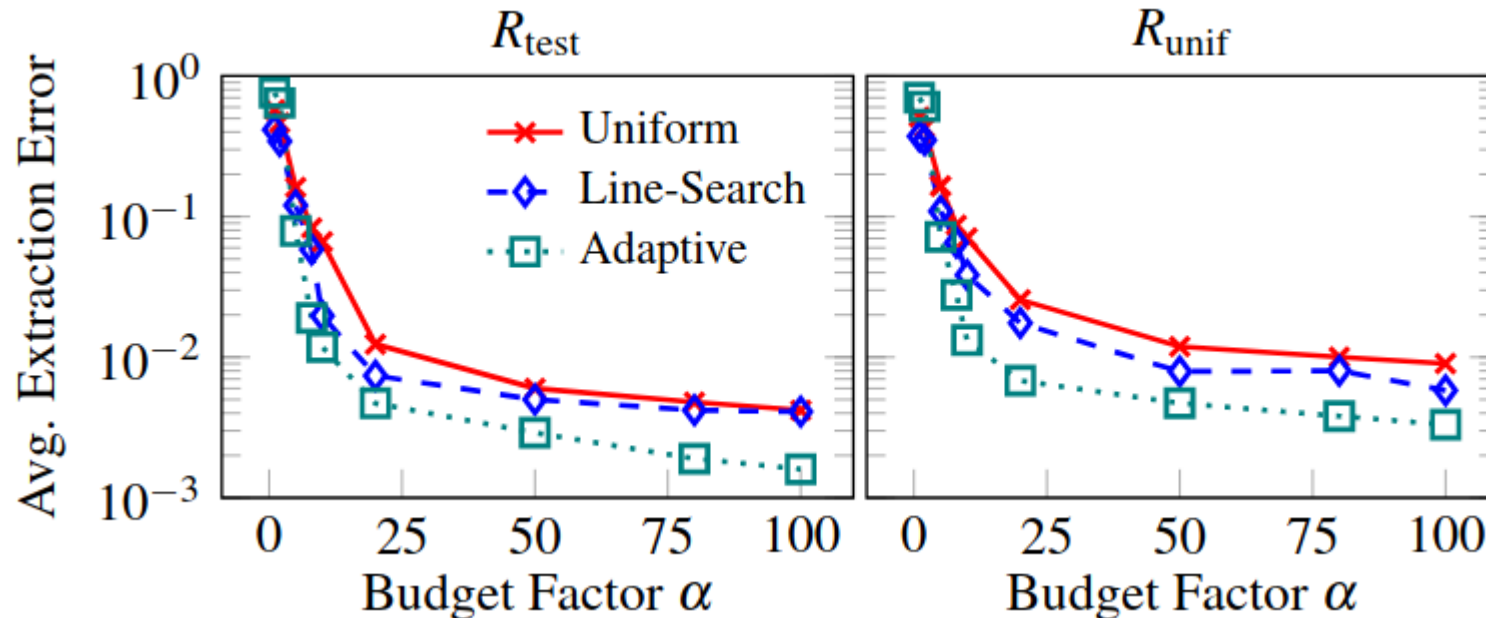 R_test
R_unif
Avg. Extraction Error
10^0
10^−1
10^−2
10^−3
Uniform
Line-Search
Adaptive
0 25 50 75 100
0 25 50 75 100
Budget Factor α
Budget Factor α